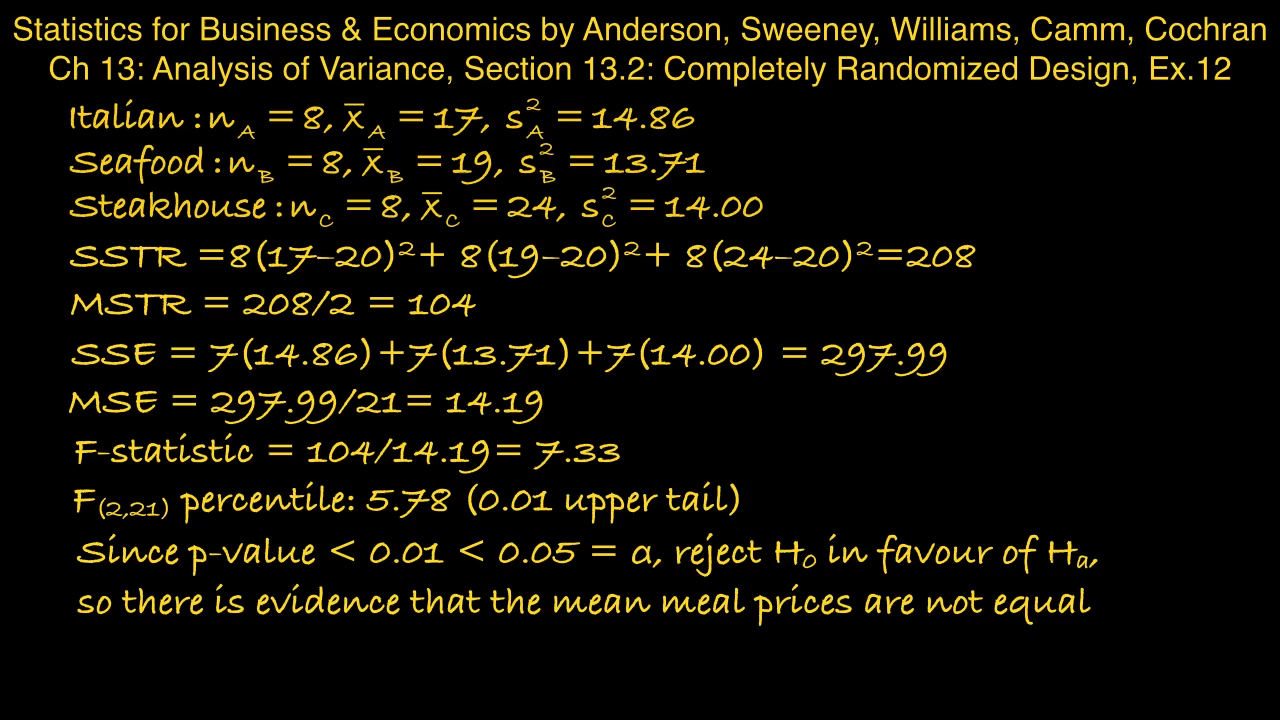 Statistics for Business & Economics by Anderson, Sweeney, Williams, Camm, Cochran
Ch 13: Analysis of Variance, Section 13.2: Completely Randomized Design, Ex.12
Italian : n_A = 8, x̄_A = 17, s²_A = 14.86
Seafood : n_B = 8, x̄_B = 19, s²_B = 13.71
Steakhouse : n_C = 8, x̄_C = 24, s²_C = 14.00
SSTR =8(17–20)²+ 8(19–20)²+ 8(24–20)²=208
MSTR = 208/2 = 104
SSE = 7(14.86)+7(13.71)+7(14.00) = 297.99
MSE = 297.99/21= 14.19
F-statistic = 104/14.19= 7.33
F₍₂,₂₁₎ percentile: 5.78 (0.01 upper tail)
Since p-value < 0.01 < 0.05 = α, reject H₀ in favour of Hₐ,
so there is evidence that the mean meal prices are not equal